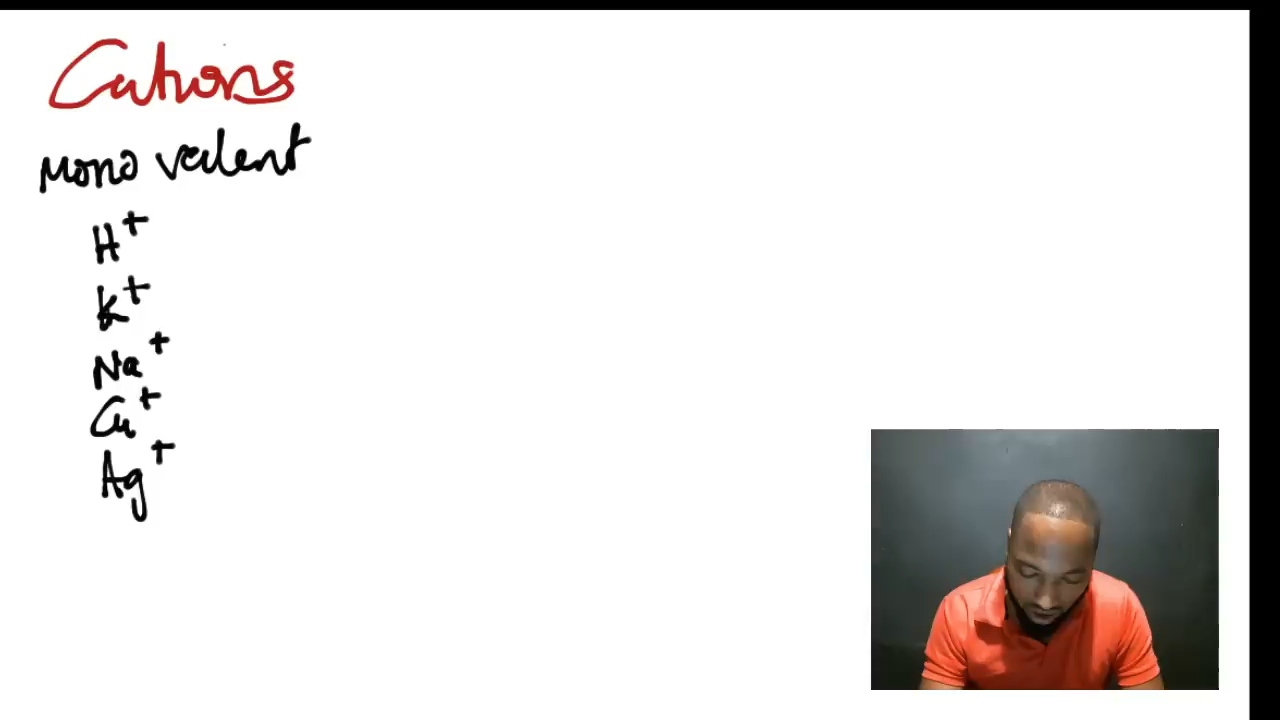 Cations
Mono valent
H⁺
K⁺
Na⁺
Cu⁺
Ag⁺